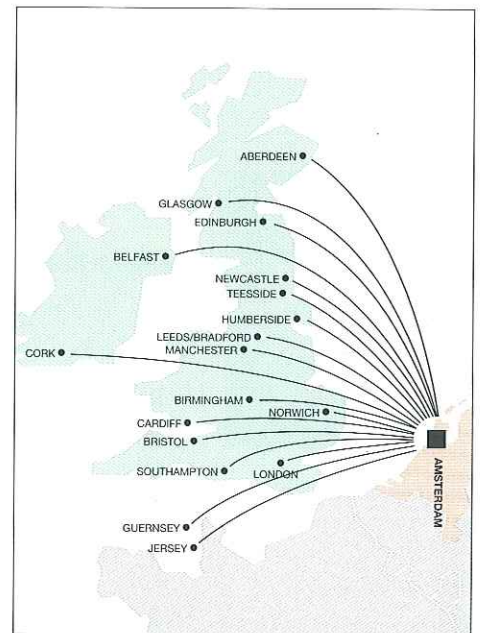 ABERDEEN
GLASGOW
EDINBURGH
BELFAST
NEWCASTLE
TEESSIDE
HUMBERSIDE
LEEDS/BRADFORD
MANCHESTER
CORK
BIRMINGHAM
NORWICH
CARDIFF
BRISTOL
SOUTHAMPTON
LONDON
AMSTERDAM
GUERNSEY
JERSEY